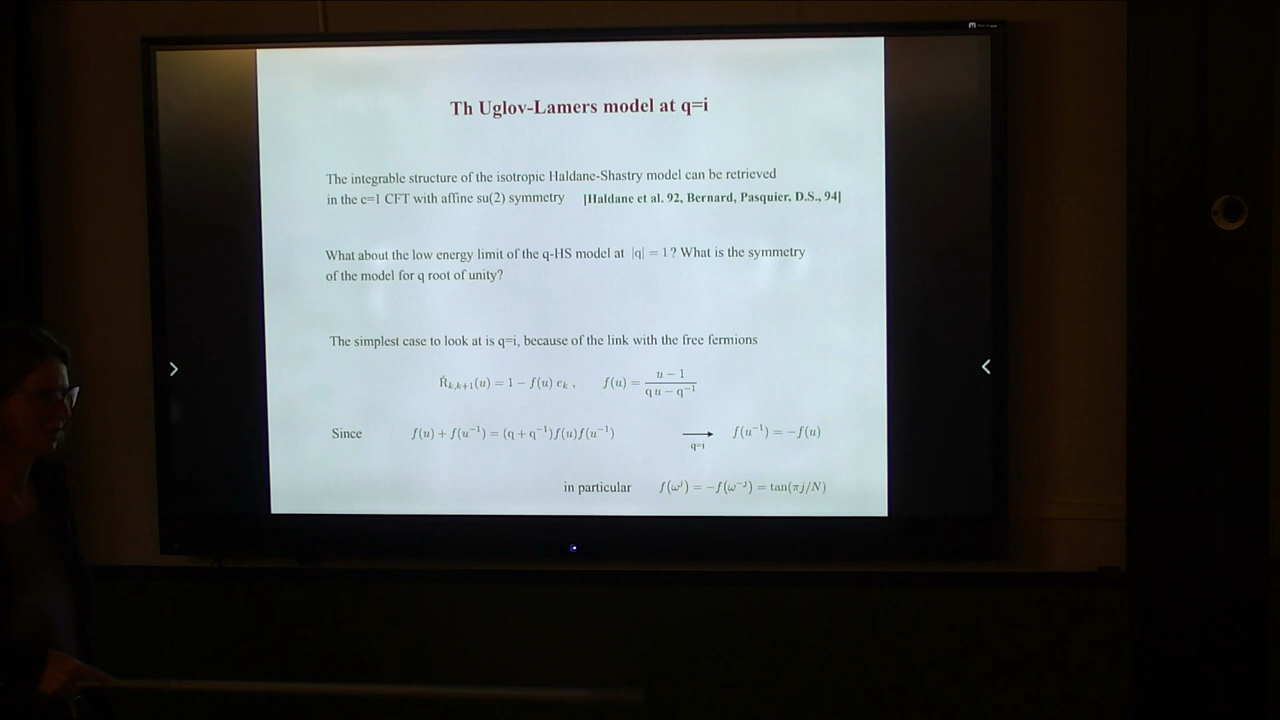 Th Uglov-Lamers model at q=i
The integrable structure of the isotropic Haldane-Shastry model can be retrieved
in the c=1 CFT with affine su(2) symmetry [Haldane et al. 92, Bernard, Pasquier, D.S., 94]
What about the low energy limit of the q-HS model at |q| = 1? What is the symmetry
of the model for q root of unity?
The simplest case to look at is q=i, because of the link with the free fermions
Ř_{k,k+1}(u) = 1 − f(u) e_k , f(u) = (u − 1)/(q u − q^{-1})
Since f(u) + f(u^{-1}) = (q + q^{-1})f(u)f(u^{-1}) ⟶ q=i f(u^{-1}) = −f(u)
in particular f(ω^j) = −f(ω^{-j}) = tan(πj/N)